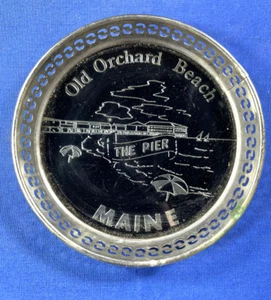 Old Orchard Beach
THE PIER
MAINE